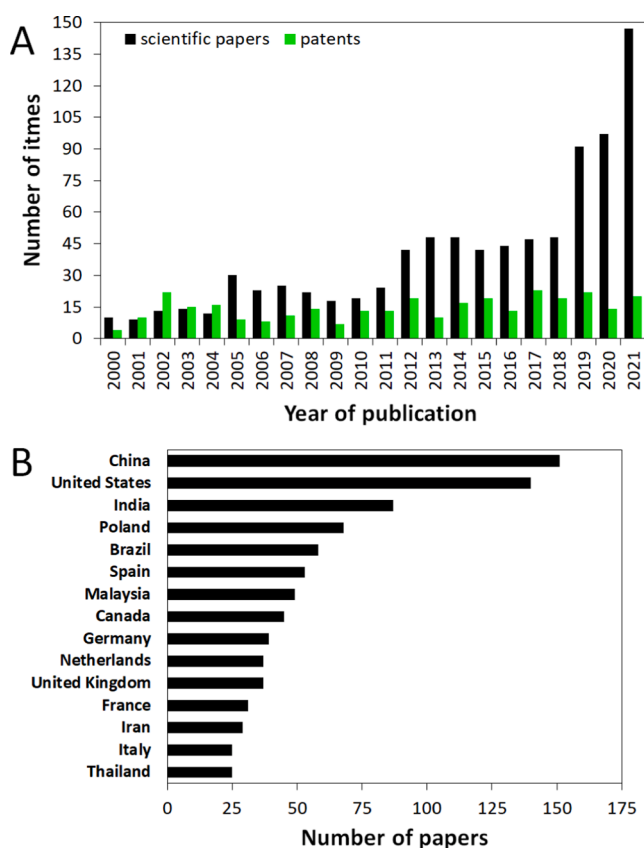 A
Number of itmes
150
135
120
105
90
75
60
45
30
15
0
scientific papers patents
2000 2001 2002 2003 2004 2005 2006 2007 2008 2009 2010 2011 2012 2013 2014 2015 2016 2017 2018 2019 2020 2021
Year of publication
B
China
United States
India
Poland
Brazil
Spain
Malaysia
Canada
Germany
Netherlands
United Kingdom
France
Iran
Italy
Thailand
0 25 50 75 100 125 150 175
Number of papers